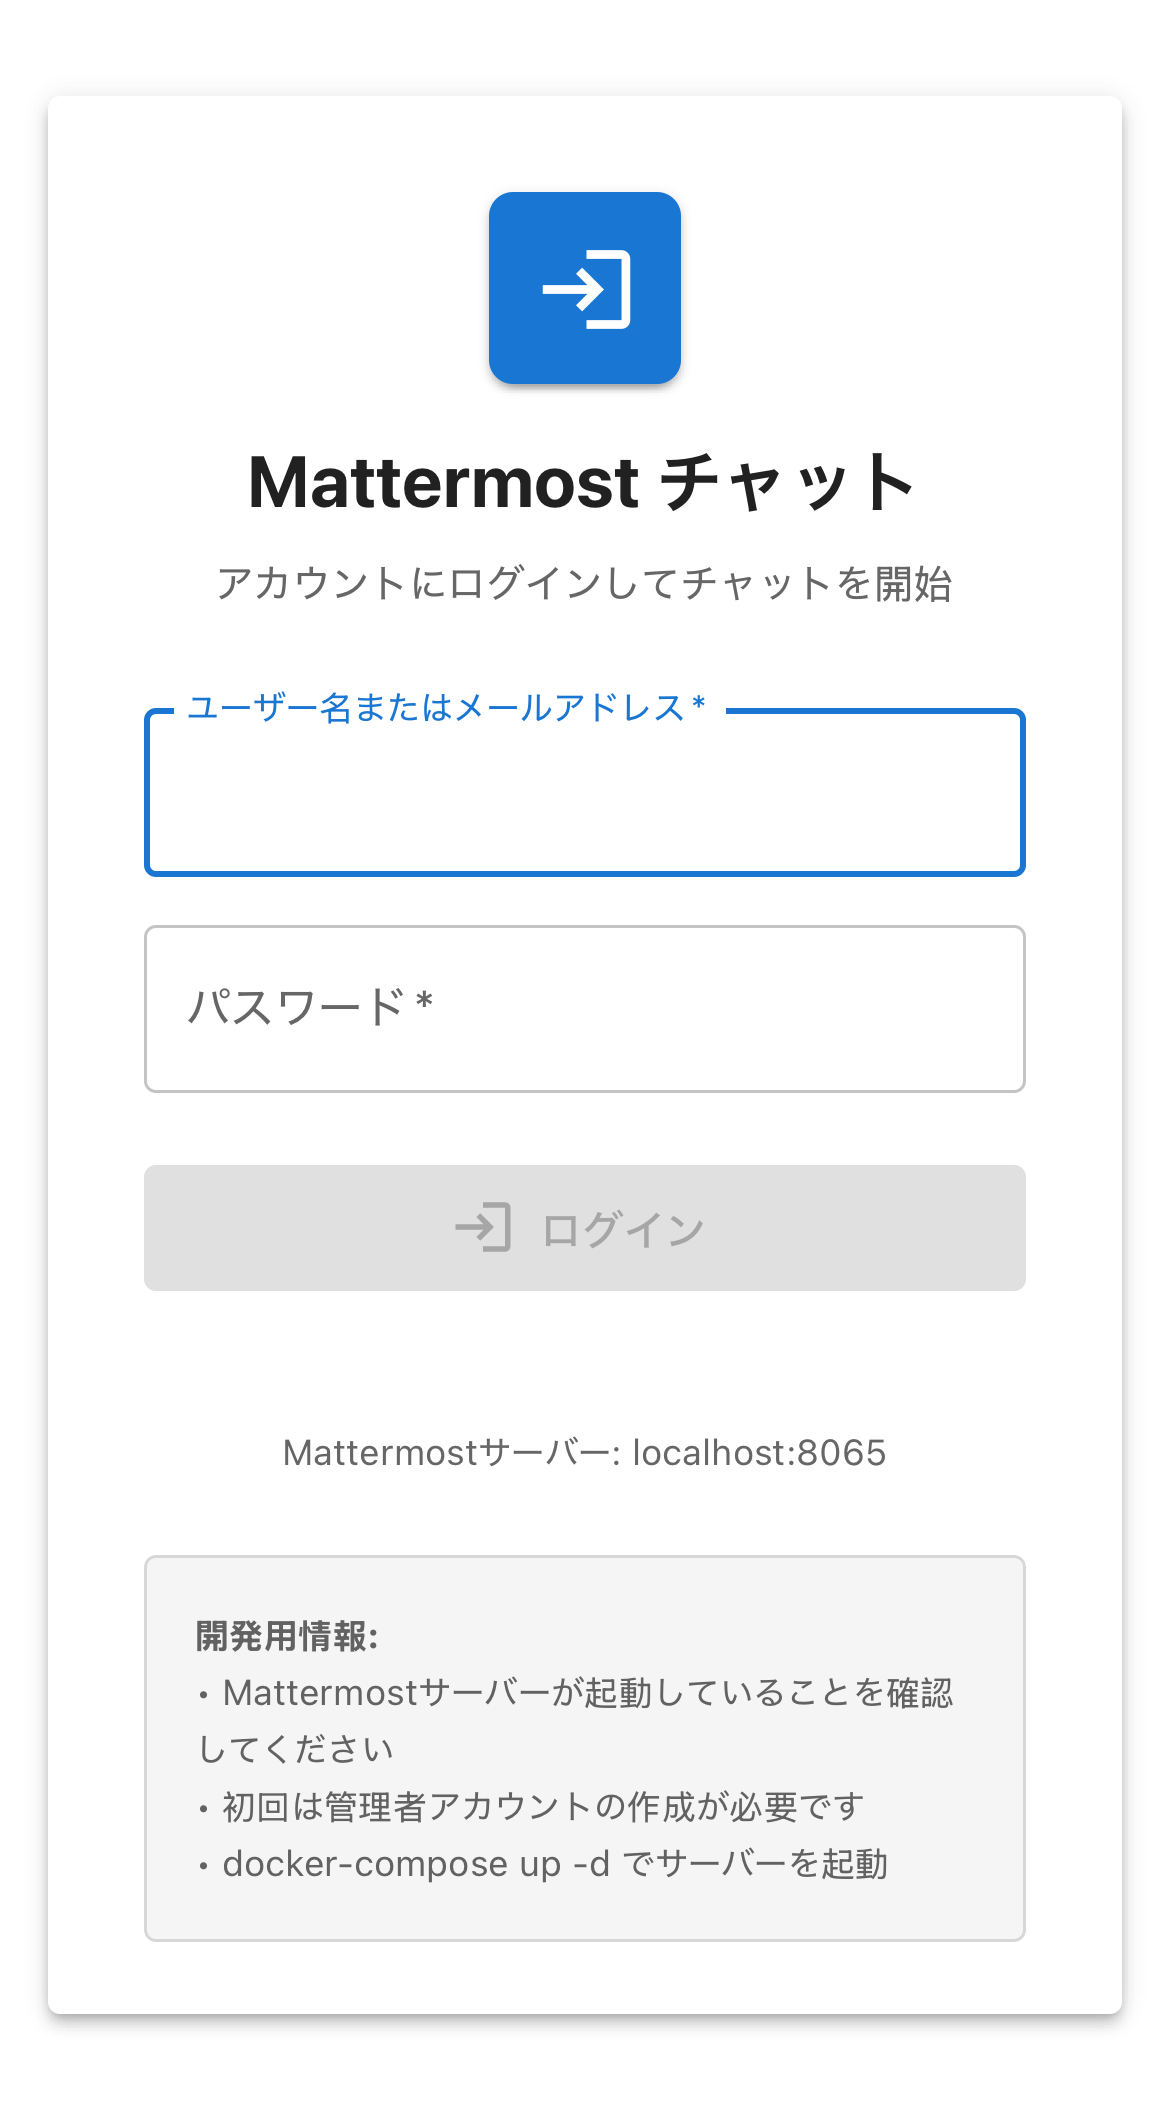 Mattermost チャット
アカウントにログインしてチャットを開始
ユーザー名またはメールアドレス *
パスワード *
ログイン
Mattermostサーバー: localhost:8065
開発用情報:
• Mattermostサーバーが起動していることを確認
してください
• 初回は管理者アカウントの作成が必要です
• docker-compose up -d でサーバーを起動